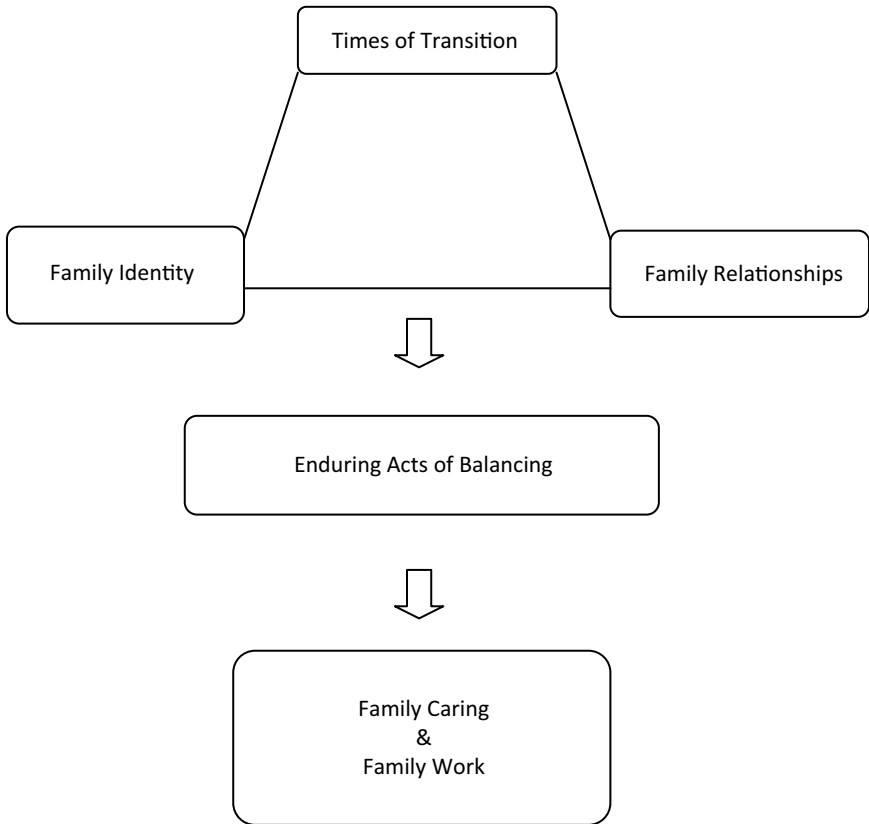 Times of Transition
Family Identity
Family Relationships
Enduring Acts of Balancing
Family Caring
&
Family Work